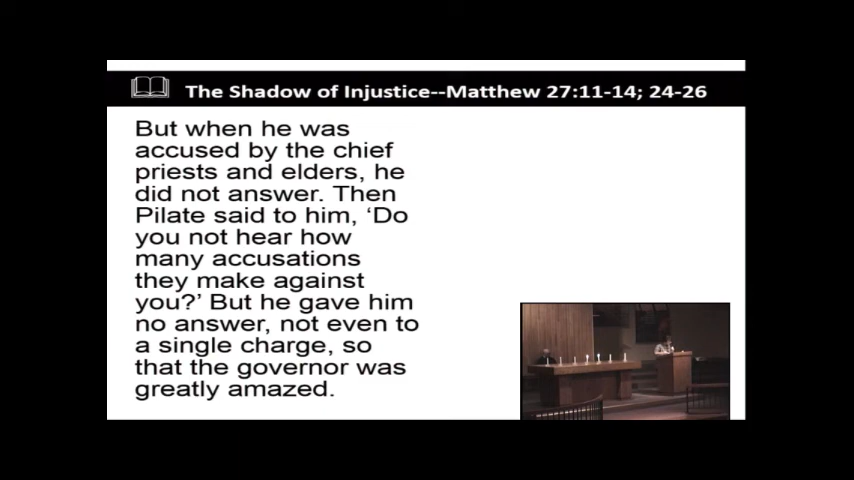 The Shadow of Injustice--Matthew 27:11-14; 24-26
But when he was
accused by the chief
priests and elders, he
did not answer. Then
Pilate said to him, ‘Do
you not hear how
many accusations
they make against
you?’ But he gave him
no answer, not even to
a single charge, so
that the governor was
greatly amazed.